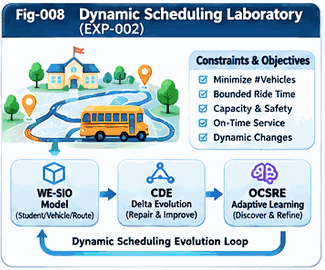 Fig-008 Dynamic Scheduling Laboratory
(EXP-002)
Constraints & Objectives
Minimize #Vehicles
Bounded Ride Time
Capacity & Safety
On-Time Service
Dynamic Changes
WE-SIO
Model
(Student/Vehicle/Route)
CDE
Delta Evolution
(Repair & Improve)
OCSRE
Adaptive Learning
(Discover & Refine)
Dynamic Scheduling Evolution Loop